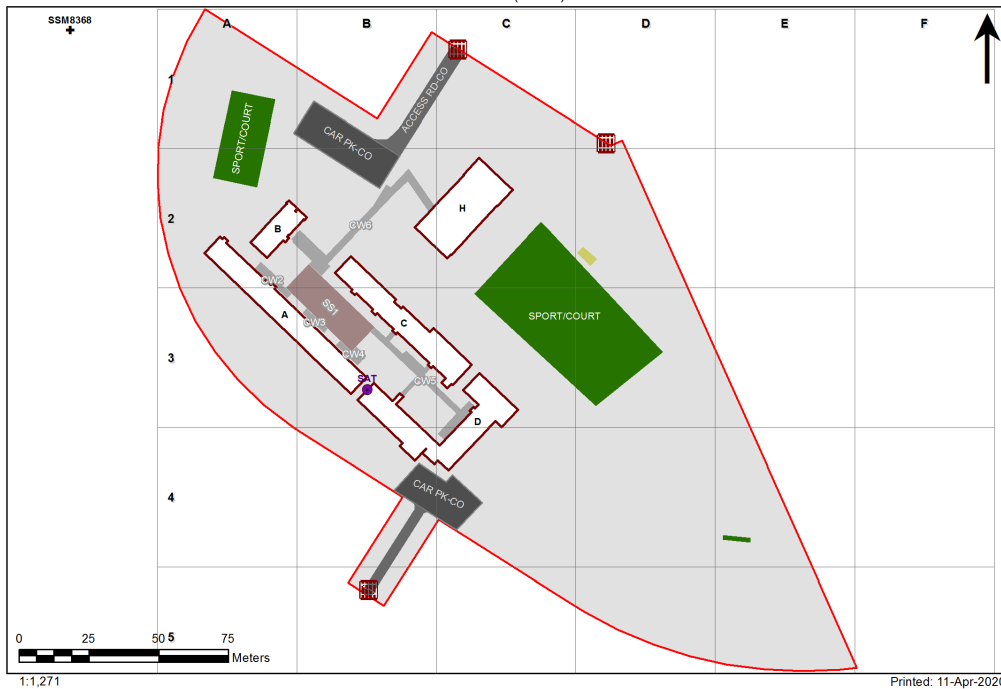 SSM8368
A
B
C
D
E
F
1
ACCESS RD-CO
SPORT/COURT
CAR PK-CO
2
H
B
CW6
CW2
SS1
A
CW3
C
SPORT/COURT
CW4
3
SAT
CW5
D
4
CAR PK-CO
5
0 25 50 75
Meters
1:1,271
Printed: 11-Apr-2020